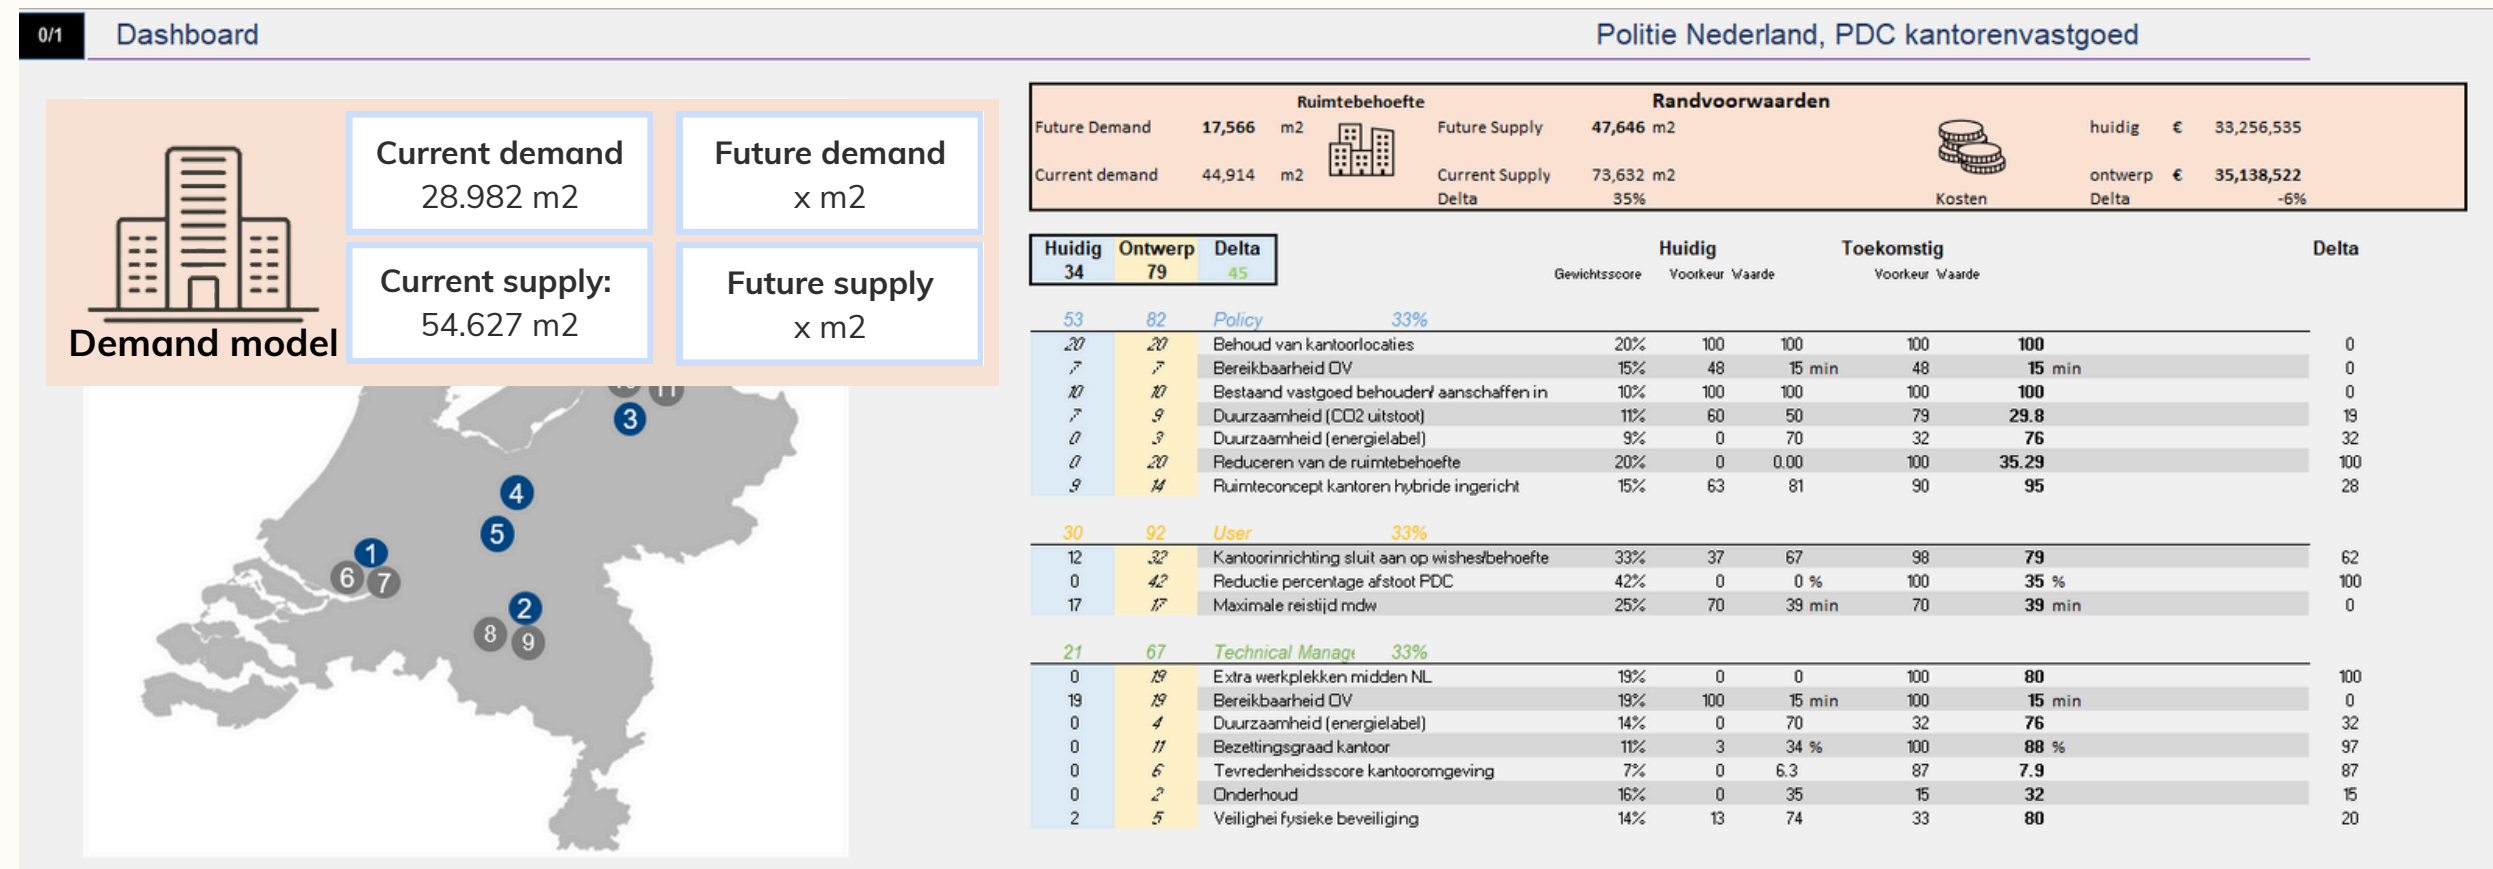 0/1 Dashboard Politie Nederland, PDC kantorenvastgoed
Demand model
Current demand
28.982 m2
Future demand
x m2
Current supply:
54.627 m2
Future supply
x m2
11
3
4
5
1
6 7
2
8 9
Ruimtebehoefte Randvoorwaarden
Future Demand 17,566 m2 Future Supply 47,646 m2 huidig € 33,256,535
Current demand 44,914 m2 Current Supply 73,632 m2 ontwerp € 35,138,522
Delta 35% Kosten Delta -6%
Huidig Ontwerp Delta Huidig Toekomstig Delta
34 79 45 Gewichtsscore Voorkeur Waarde Voorkeur Waarde
53 82 Policy 33%
20 20 Behoud van kantoorlocaties 20% 100 100 100 100 0
7 7 Bereikbaarheid OV 15% 48 15 min 48 15 min 0
10 10 Bestaand vastgoed behouden/ aanschaffen in 10% 100 100 100 100 0
7 9 Duurzaamheid (CO2 uitstoot) 11% 60 50 79 29.8 19
0 3 Duurzaamheid (energielabel) 9% 0 70 32 76 32
0 20 Reduceren van de ruimtebehoefte 20% 0 0.00 100 35.29 100
9 14 Ruimteconcept kantoren hybride ingericht 15% 63 81 90 95 28
30 92 User 33%
12 32 Kantoorinrichting sluit aan op wishes/behoefte 33% 37 67 98 79 62
0 42 Reductie percentage afstoot PDC 42% 0 0 % 100 35 % 100
17 17 Maximale reistijd mdw 25% 70 39 min 70 39 min 0
21 67 Technical Manage 33%
0 19 Extra werkplekken midden NL 19% 0 0 100 80 100
19 19 Bereikbaarheid OV 19% 100 15 min 100 15 min 0
0 4 Duurzaamheid (energielabel) 14% 0 70 32 76 32
0 11 Bezettingsgraad kantoor 11% 3 34 % 100 88 % 97
0 6 Tevredenheidsscore kantooromgeving 7% 0 6.3 87 7.9 87
0 2 Onderhoud 16% 0 35 15 32 15
2 5 Veilighei fysieke beveiliging 14% 13 74 33 80 20